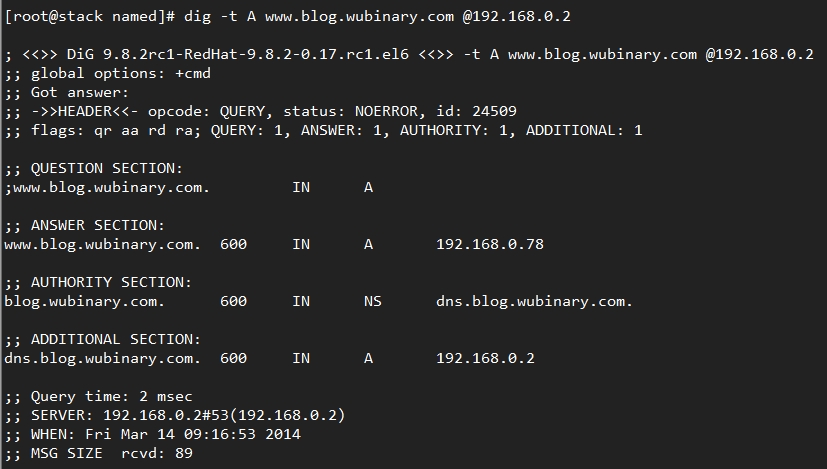 [root@stack named]# dig -t A www.blog.wubinary.com @192.168.0.2
; <<>> DiG 9.8.2rc1-RedHat-9.8.2-0.17.rc1.el6 <<>> -t A www.blog.wubinary.com @192.168.0.2
;; global options: +cmd
;; Got answer:
;; ->>HEADER<<- opcode: QUERY, status: NOERROR, id: 24509
;; flags: qr aa rd ra; QUERY: 1, ANSWER: 1, AUTHORITY: 1, ADDITIONAL: 1
;; QUESTION SECTION:
;www.blog.wubinary.com. IN A
;; ANSWER SECTION:
www.blog.wubinary.com. 600 IN A 192.168.0.78
;; AUTHORITY SECTION:
blog.wubinary.com. 600 IN NS dns.blog.wubinary.com.
;; ADDITIONAL SECTION:
dns.blog.wubinary.com. 600 IN A 192.168.0.2
;; Query time: 2 msec
;; SERVER: 192.168.0.2#53(192.168.0.2)
;; WHEN: Fri Mar 14 09:16:53 2014
;; MSG SIZE rcvd: 89